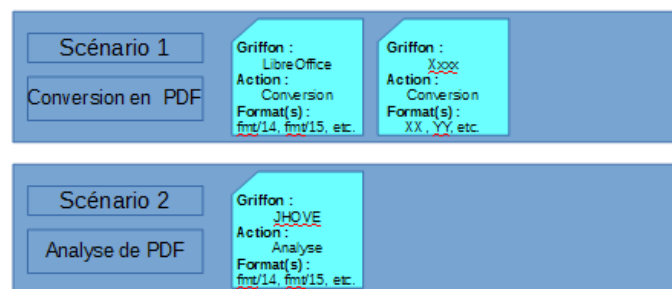 Scénario 1
Conversion en PDF
Griffon :
LibreOffice
Action :
Conversion
Format(s) :
fmt/14, fmt/15, etc.
Griffon :
Xxxx
Action :
Conversion
Format(s) :
XX , YY, etc.
Scénario 2
Analyse de PDF
Griffon :
JHOVE
Action :
Analyse
Format(s) :
fmt/14, fmt/15, etc.